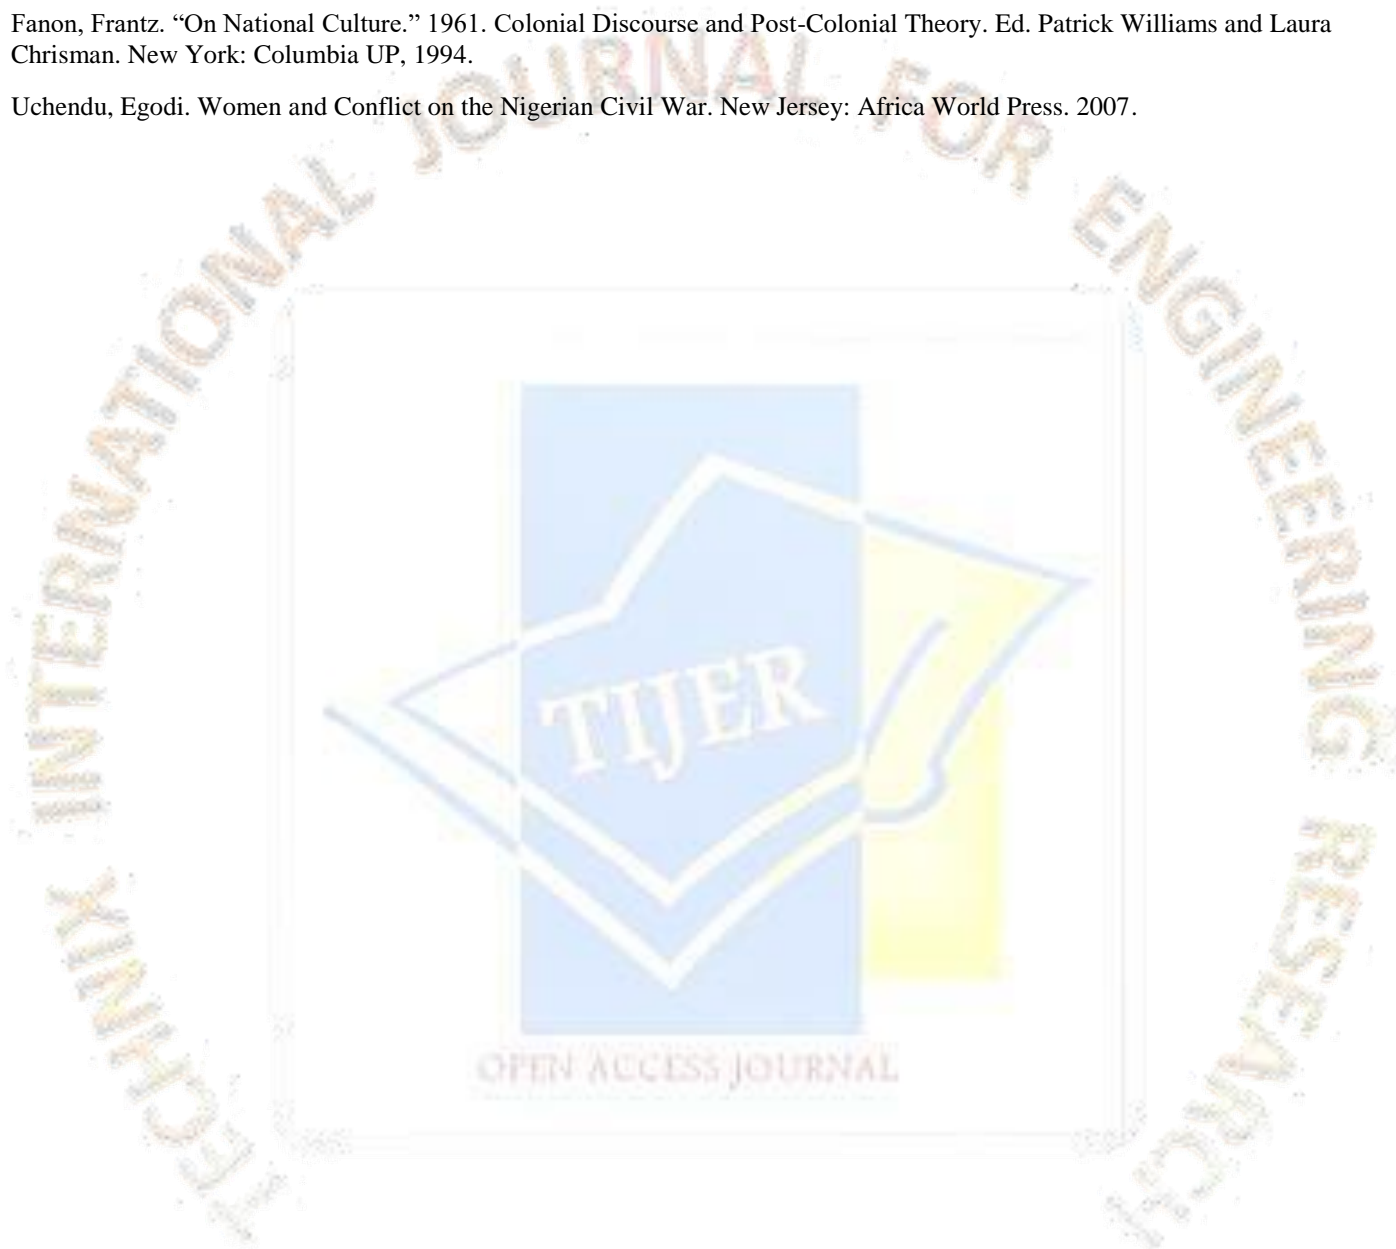 Fanon, Frantz. “On National Culture.” 1961. Colonial Discourse and Post-Colonial Theory. Ed. Patrick Williams and Laura
Chrisman. New York: Columbia UP, 1994.
Uchendu, Egodi. Women and Conflict on the Nigerian Civil War. New Jersey: Africa World Press. 2007.
TECHNIX INTERNATIONAL JOURNAL FOR ENGINEERING RESEARCH
TIJER
OPEN ACCESS JOURNAL